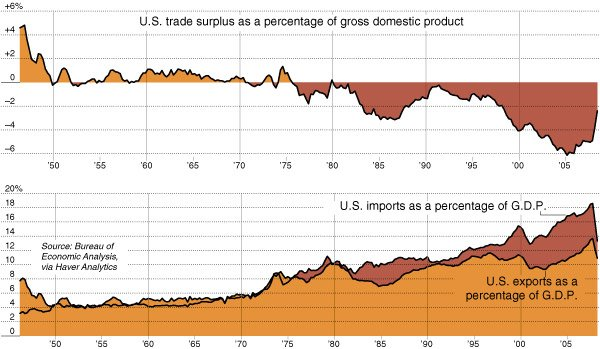 +6%
U.S. trade surplus as a percentage of gross domestic product
+4
+2
0
–2
–4
–6
'50 '55 '60 '65 '70 '75 '80 '85 '90 '95 '00 '05
20%
18
16
14
12
10
8
6
4
2
0
U.S. imports as a percentage of G.D.P.
Source: Bureau of
Economic Analysis,
via Haver Analytics
U.S. exports as a
percentage of G.D.P.
'50 '55 '60 '65 '70 '75 '80 '85 '90 '95 '00 '05